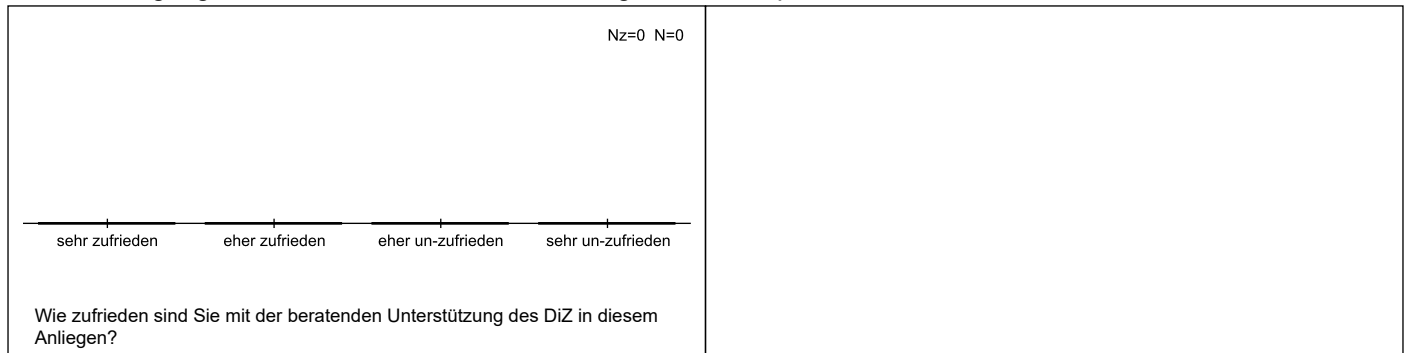 Nz=0 N=0
sehr zufrieden eher zufrieden eher un-zufrieden sehr un-zufrieden
Wie zufrieden sind Sie mit der beratenden Unterstützung des DiZ in diesem
Anliegen?